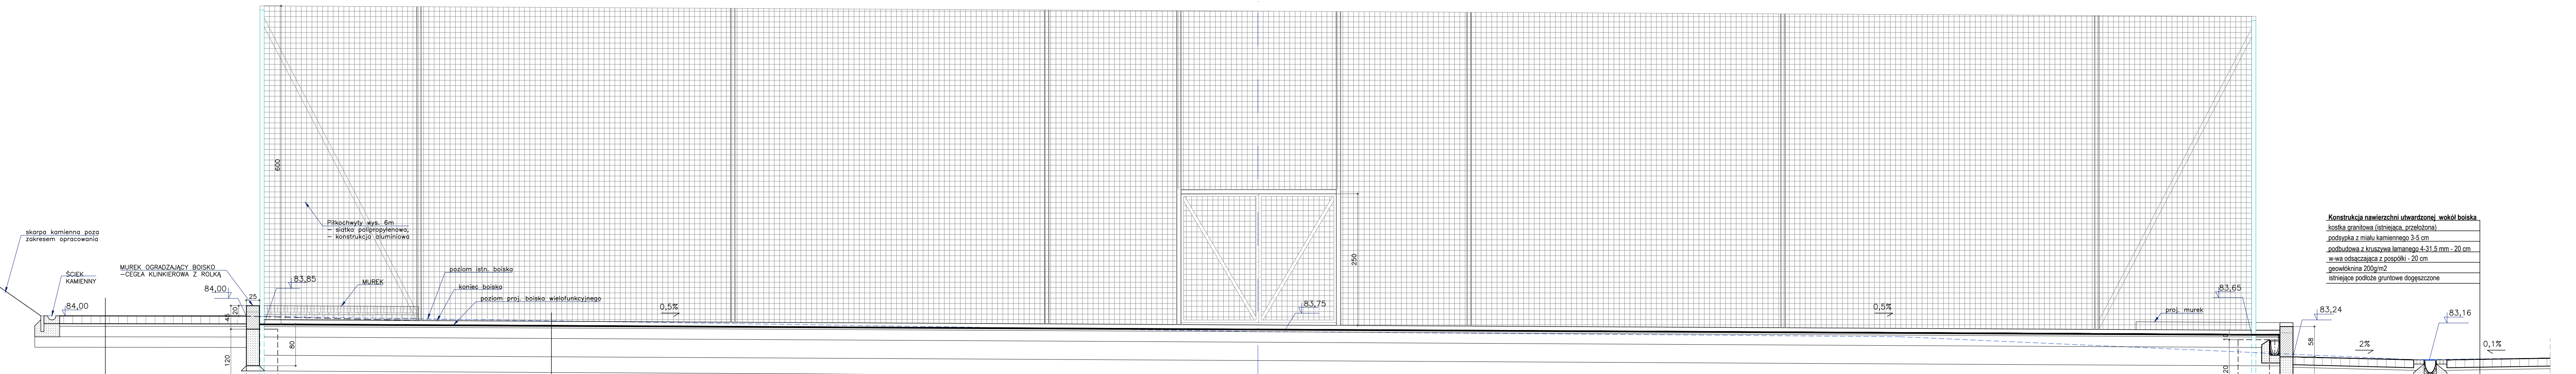 600
Piłkochwyty wys. 6m
- siatka polipropylenowa,
- konstrukcja aluminiowa
skarpa kamienna poza
zakresem opracowania
ŚCIEK
KAMIENNY
84,00
MUREK OGRADZAJĄCY BOISKO
-CEGŁA KLINKIEROWA Z ROLKĄ
84,00
25
20
120
80
83,85
MUREK
poziom istn. boiska
koniec boiska
poziom proj. boiska wielofunkcyjnego
0,5%
250
83,75
0,5%
proj. murek
83,65
83,24
58
20
2%
83,16
0,1%
Konstrukcja nawierzchni utwardzonej wokół boiska
kostka granitowa (istniejąca, przełożona)
podsypka z miału kamiennego 3-5 cm
podbudowa z kruszywa łamanego 4-31.5 mm - 20 cm
w-wa odsączająca z pospółki - 20 cm
geowłóknina 200g/m2
istniejące podłoże gruntowe dogęszczone